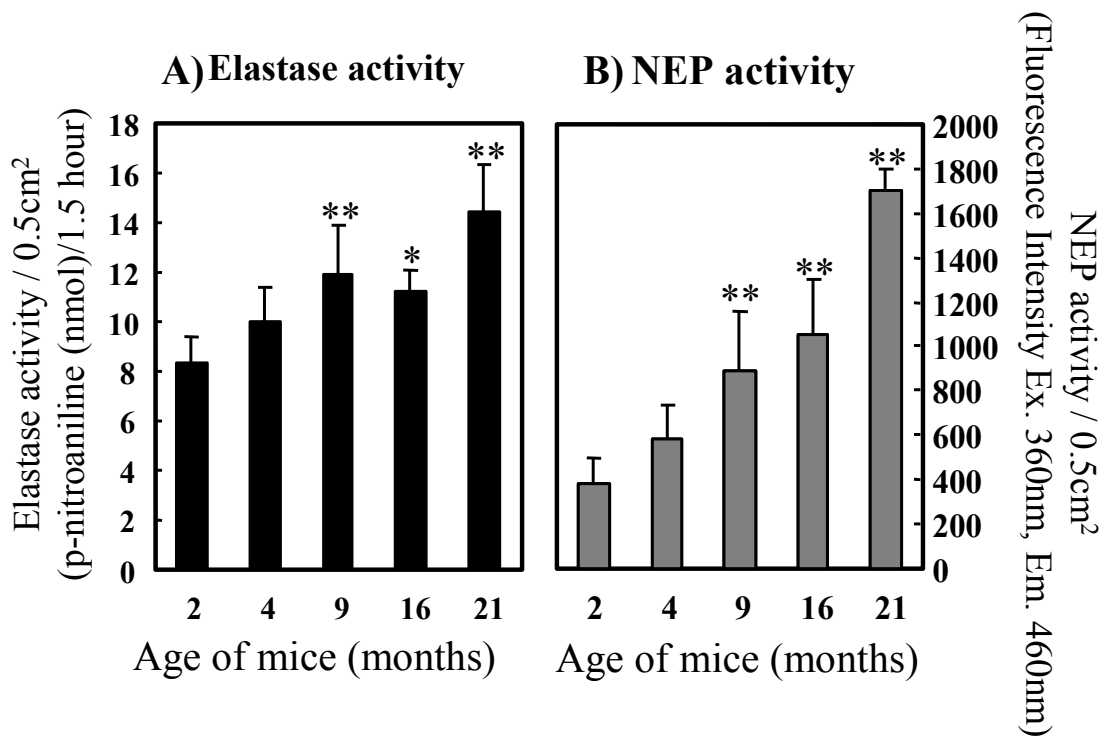 A) Elastase activity
Elastase activity / 0.5cm²
(p-nitroaniline (nmol)/1.5 hour)
18
16
14
12
10
8
6
4
2
0
**
*
**
2 4 9 16 21
Age of mice (months)
B) NEP activity
**
**
**
2000
1800
1600
1400
1200
1000
800
600
400
200
0
2 4 9 16 21
Age of mice (months)
NEP activity / 0.5cm²
(Fluorescence Intensity Ex. 360nm, Em. 460nm)